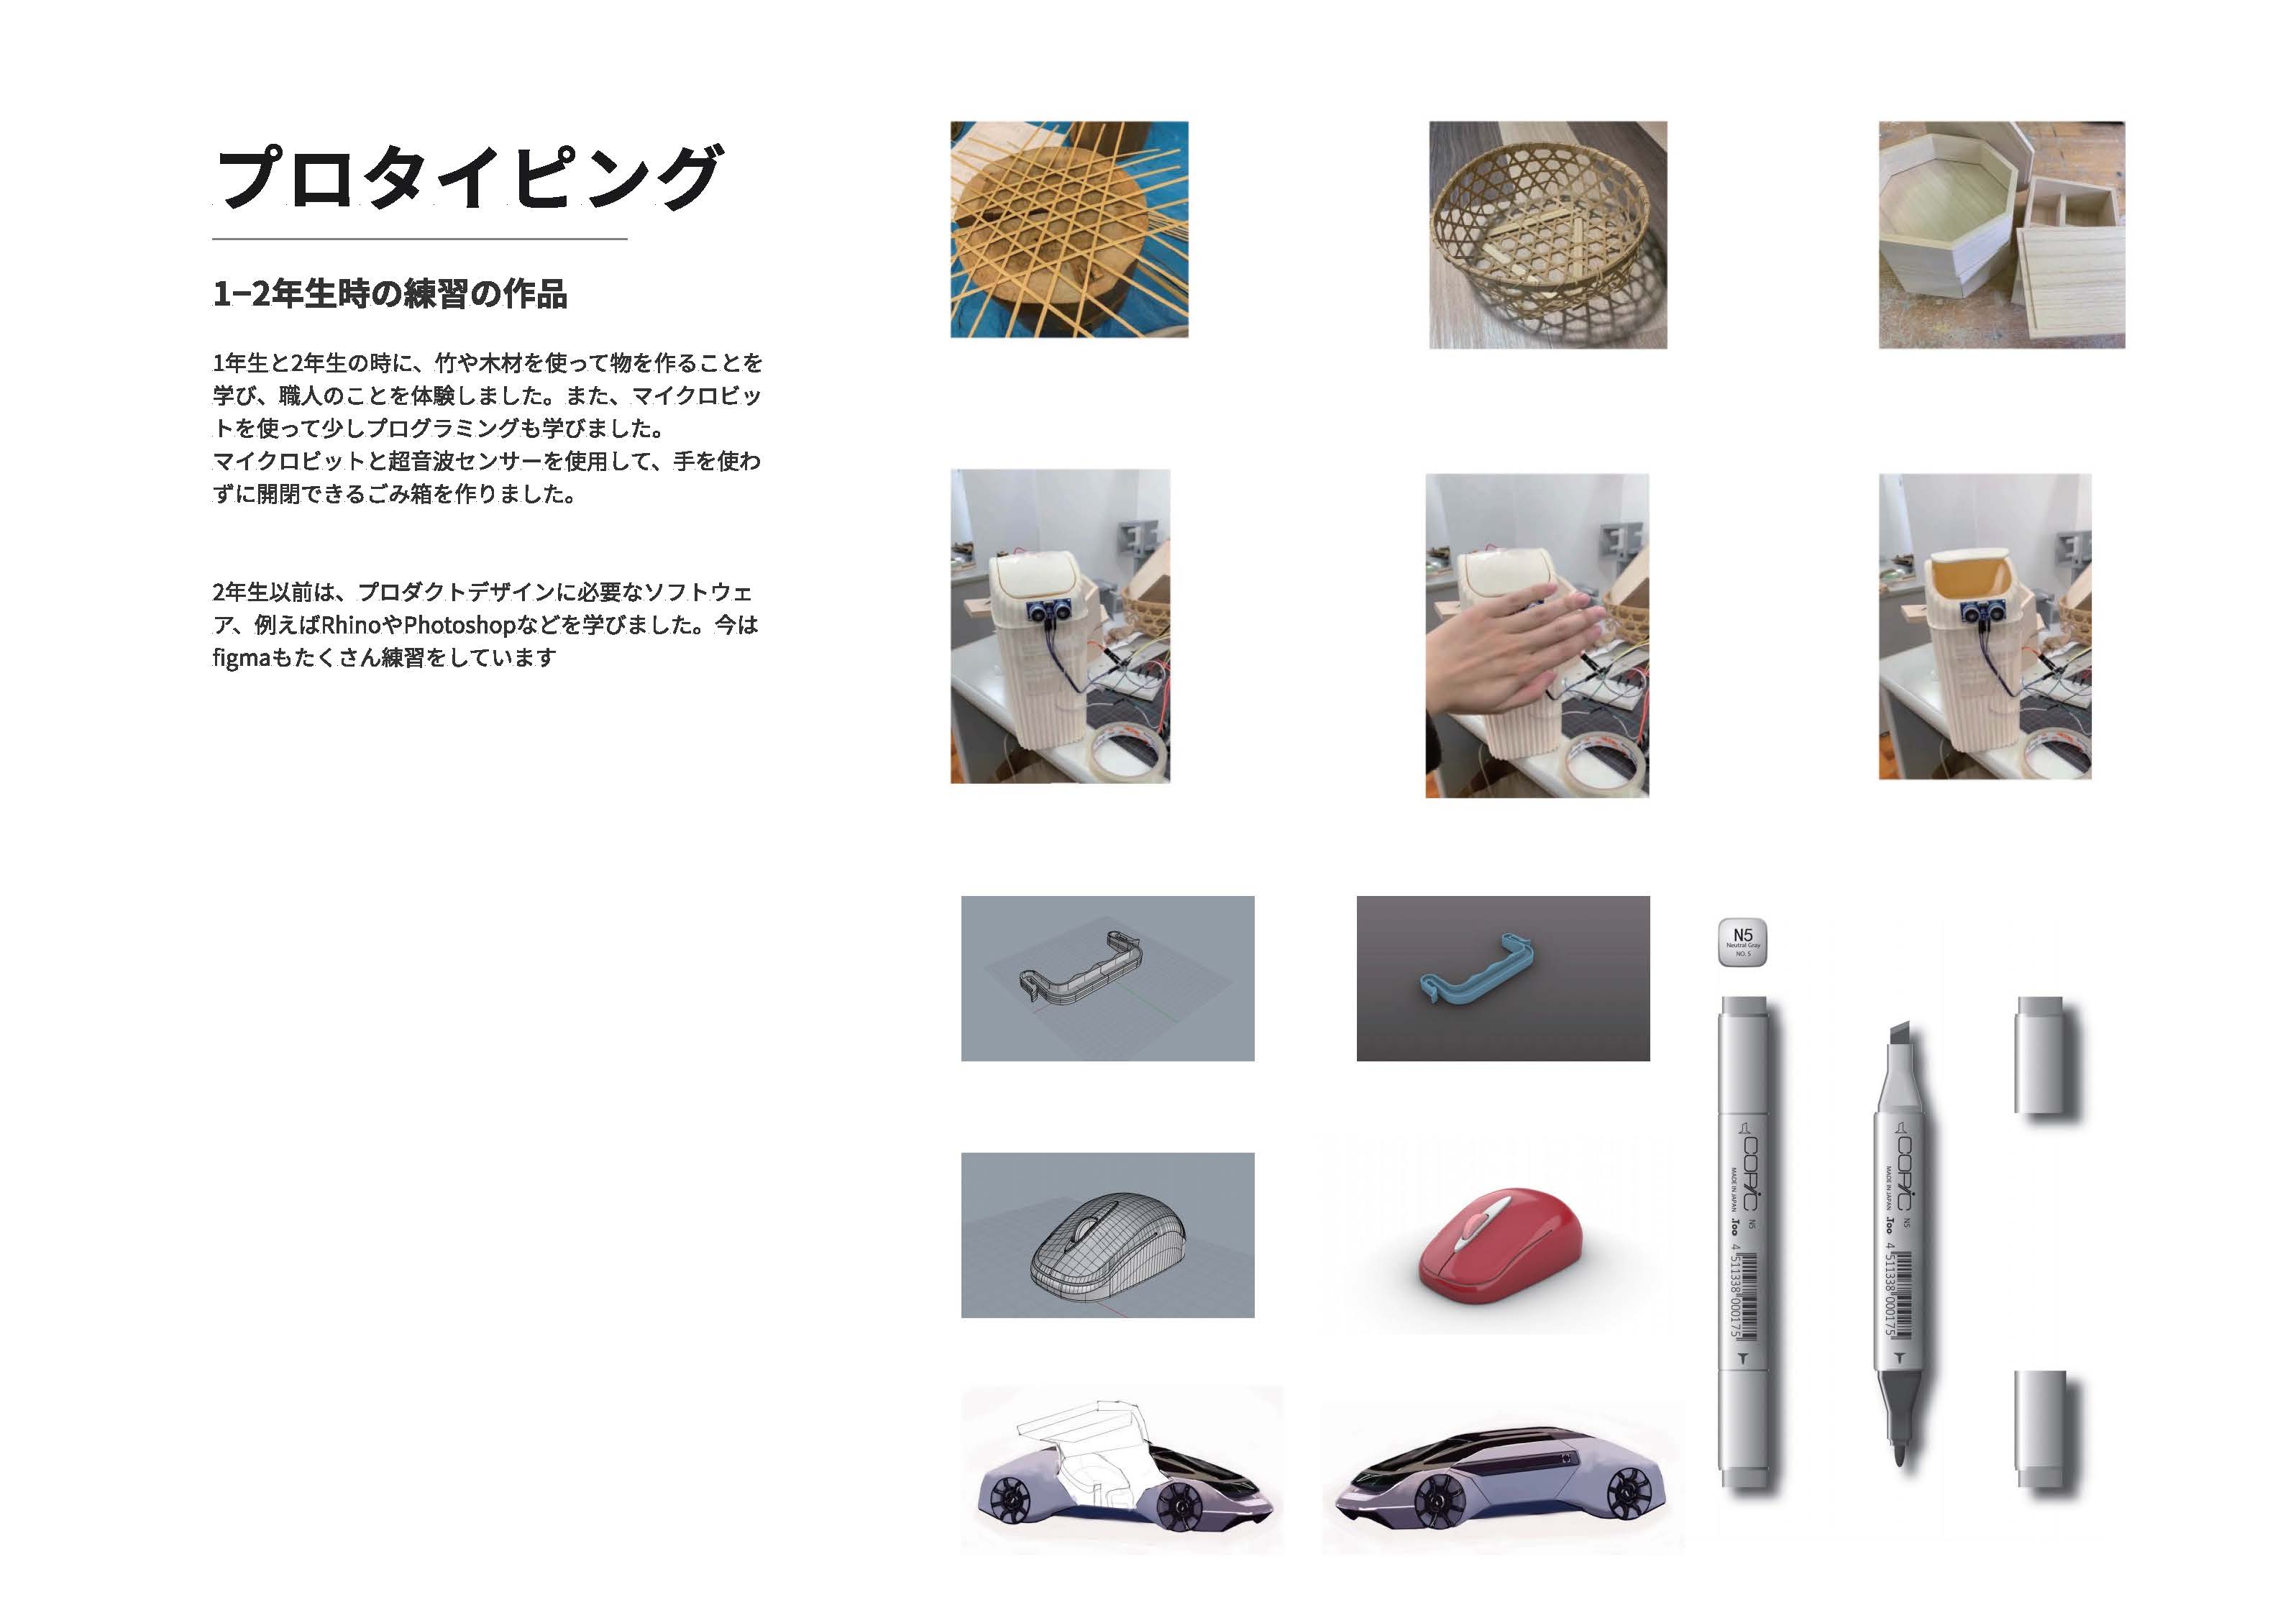 プロタイピング
1–2年生時の練習の作品
1年生と2年生の時に、竹や木材を使って物を作ることを
学び、職人のことを体験しました。また、マイクロビッ
トを使って少しプログラミングも学びました。
マイクロビットと超音波センサーを使用して、手を使わ
ずに開閉できるごみ箱を作りました。
2年生以前は、プロダクトデザインに必要なソフトウェ
ア、例えばRhinoやPhotoshopなどを学びました。今は
figmaもたくさん練習をしています
N5
Neutral Gray
NO. 5
COPIC N5
MADE IN JAPAN .Too
4 511338 000175
COPIC N5
MADE IN JAPAN .Too
4 511338 000175